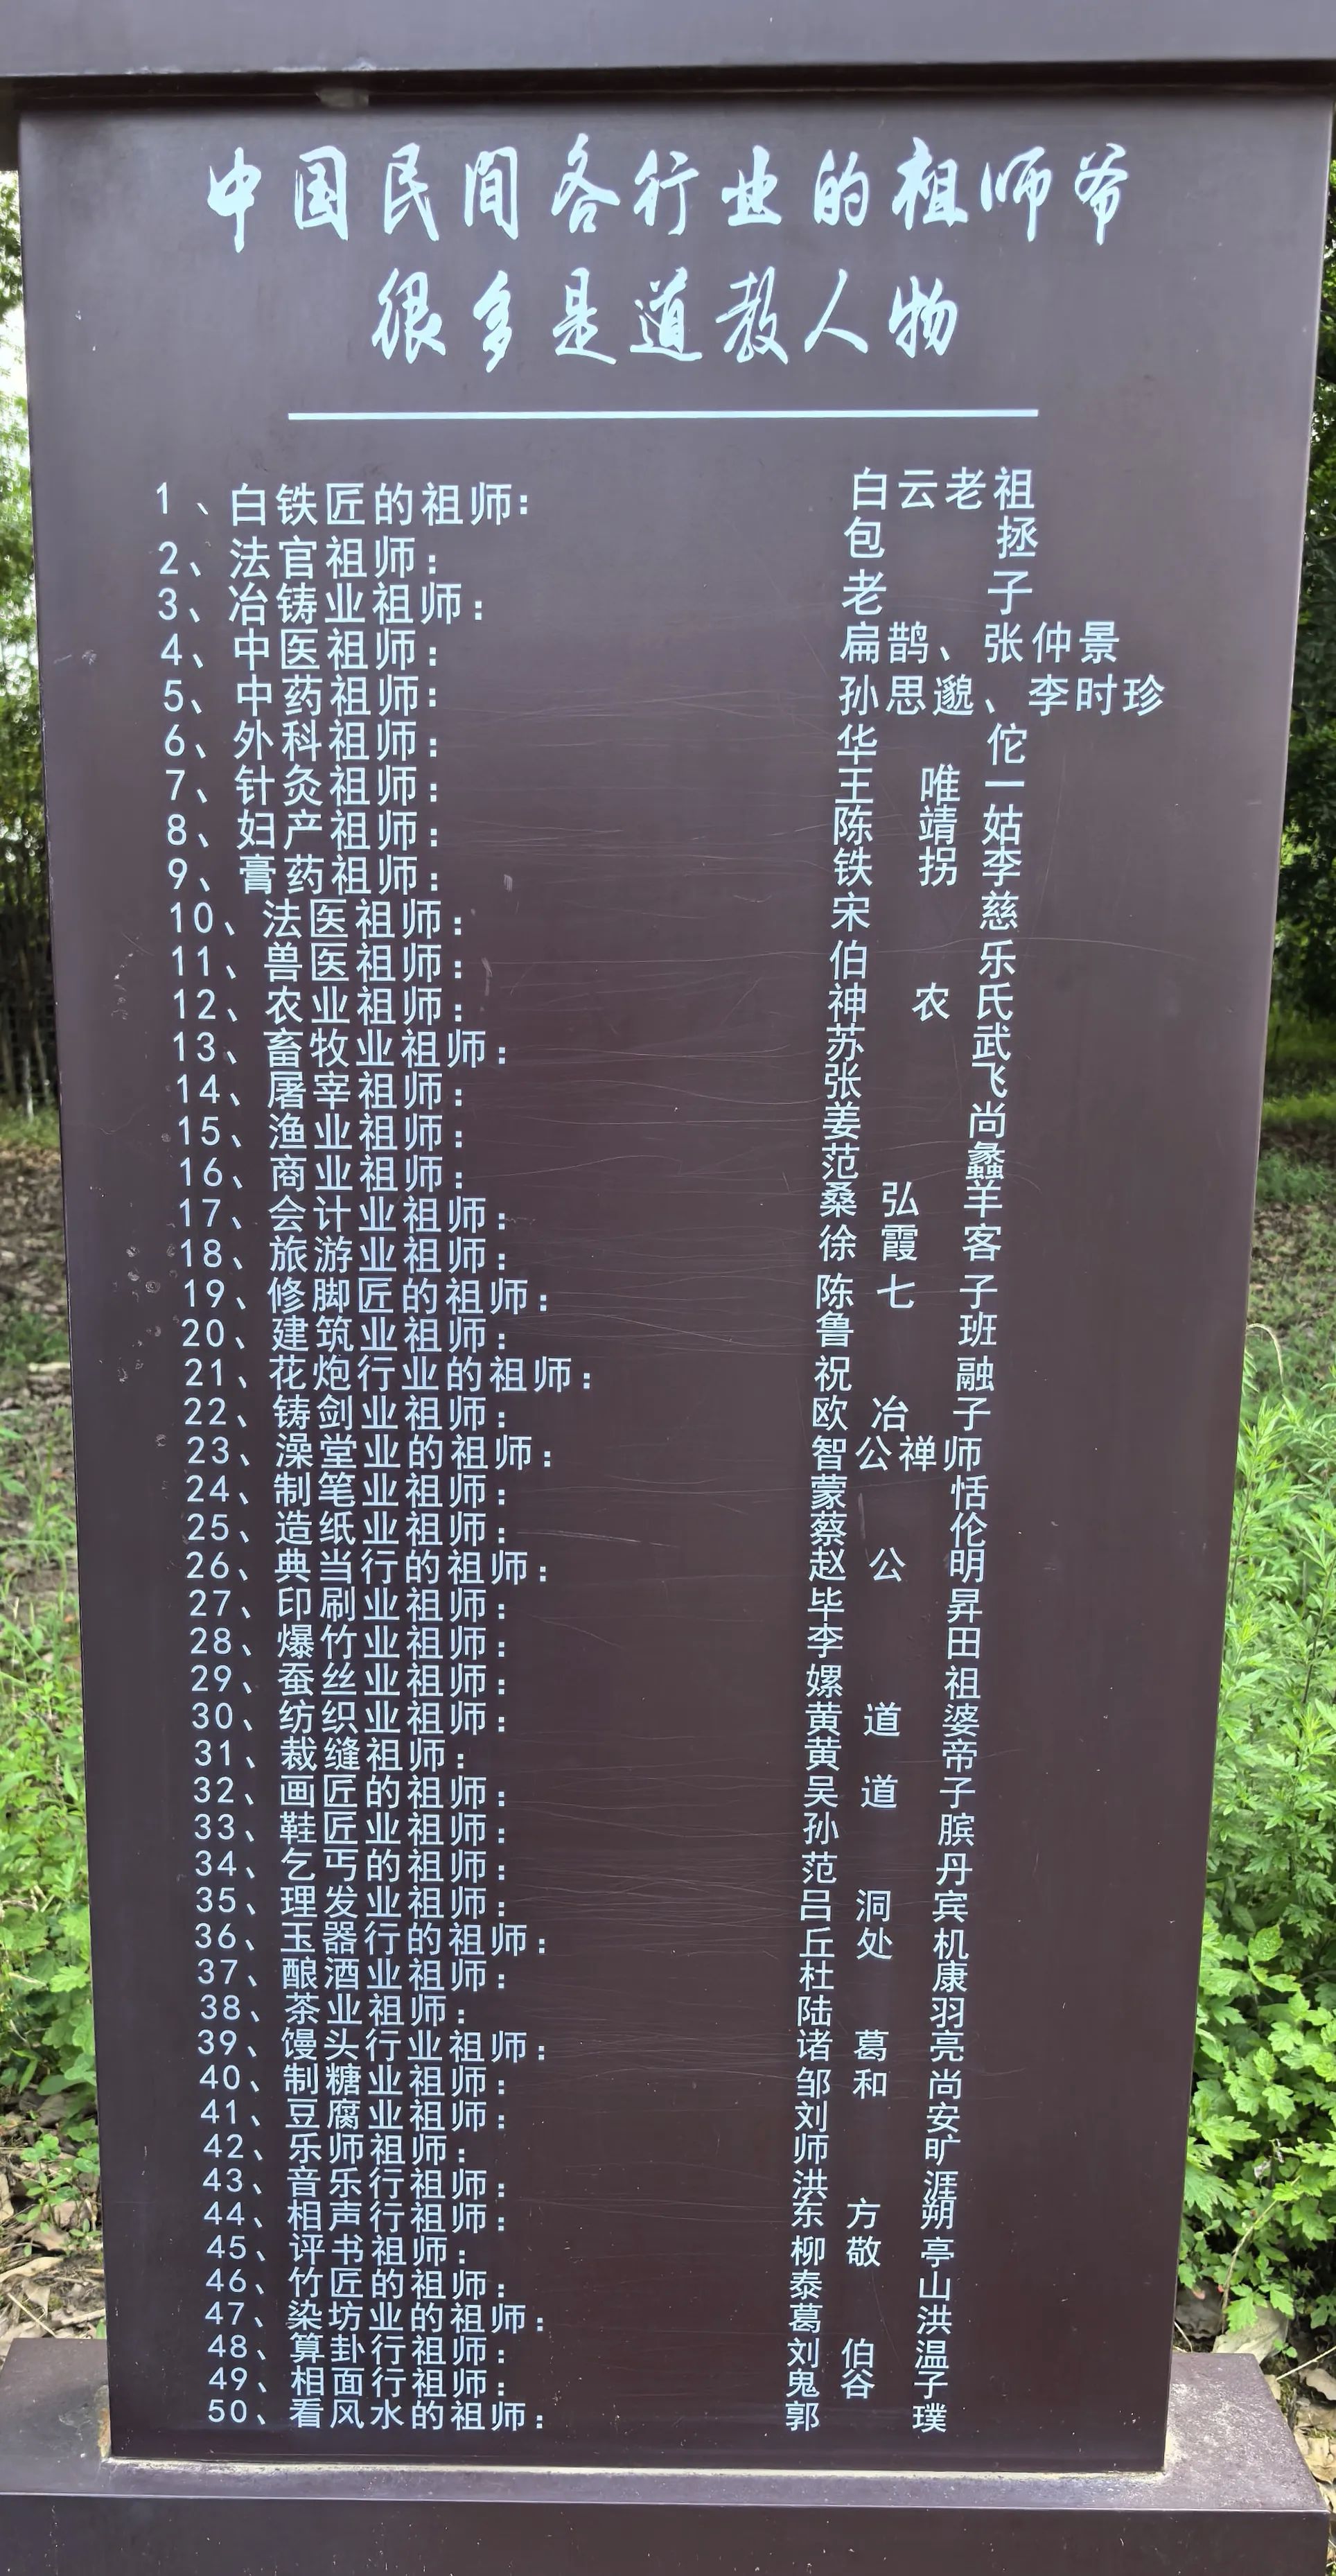 中国民间各行业的祖师爷
很多是道教人物
1、白铁匠的祖师: 白云老祖
2、法官祖师: 包拯
3、冶铸业祖师: 老子
4、中医祖师: 扁鹊、张仲景
5、中药祖师: 孙思邈、李时珍
6、外科祖师: 华佗
7、针灸祖师: 王唯一
8、妇产祖师: 陈靖姑
9、膏药祖师: 铁拐李
10、法医祖师: 宋慈
11、兽医祖师: 伯乐
12、农业祖师: 神农氏
13、畜牧业祖师: 苏武
14、屠宰祖师: 张飞
15、渔业祖师: 姜尚
16、商业祖师: 范蠡
17、会计业祖师: 桑弘羊
18、旅游业祖师: 徐霞客
19、修脚匠的祖师: 陈七子
20、建筑业祖师: 鲁班
21、花炮行业的祖师: 祝融
22、铸剑业祖师: 欧冶子
23、澡堂业的祖师: 智公禅师
24、制笔业祖师: 蒙恬
25、造纸业祖师: 蔡伦
26、典当行的祖师: 赵公明
27、印刷业祖师: 毕昇
28、爆竹业祖师: 李田
29、蚕丝业祖师: 嫘祖
30、纺织业祖师: 黄道婆
31、裁缝祖师: 黄帝
32、画匠的祖师: 吴道子
33、鞋匠业祖师: 孙膑
34、乞丐的祖师: 范丹
35、理发业祖师: 吕洞宾
36、玉器行的祖师: 丘处机
37、酿酒业祖师: 杜康
38、茶业祖师: 陆羽
39、馒头行业祖师: 诸葛亮
40、制糖业祖师: 邹和尚
41、豆腐业祖师: 刘安
42、乐师祖师: 师旷
43、音乐行祖师: 洪涯
44、相声行祖师: 东方朔
45、评书祖师: 柳敬亭
46、竹匠的祖师: 泰山
47、染坊业的祖师: 葛洪
48、算卦行祖师: 刘伯温
49、相面行祖师: 鬼谷子
50、看风水的祖师: 郭璞